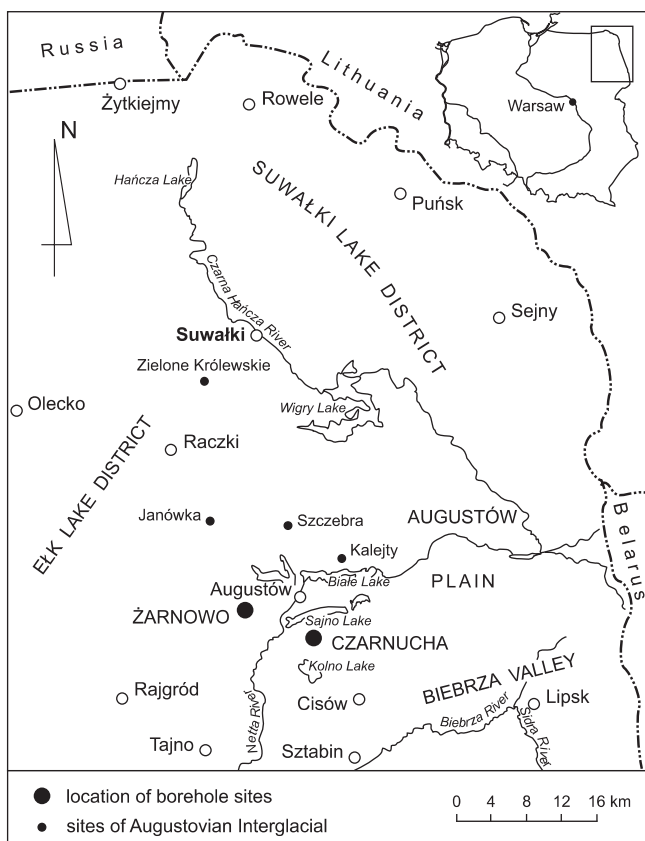 Russia
Lithuania
Żytkiejmy
Rowele
Warsaw
N
Hańcza Lake
SUWAŁKI LAKE DISTRICT
Puńsk
Czarna Hańcza River
Sejny
Suwałki
Zielone Królewskie
Olecko
Wigry Lake
Raczki
EŁK LAKE DISTRICT
Janówka
Szczebra
AUGUSTÓW
Belarus
Kalejty
Augustów
Białe Lake
PLAIN
ŻARNOWO
Sajno Lake
CZARNUCHA
Kolno Lake
BIEBRZA VALLEY
Rajgród
Netta River
Cisów
Biebrza River
Lipsk
Sidra River
Tajno
Sztabin
location of borehole sites
sites of Augustovian Interglacial
0 4 8 12 16 km